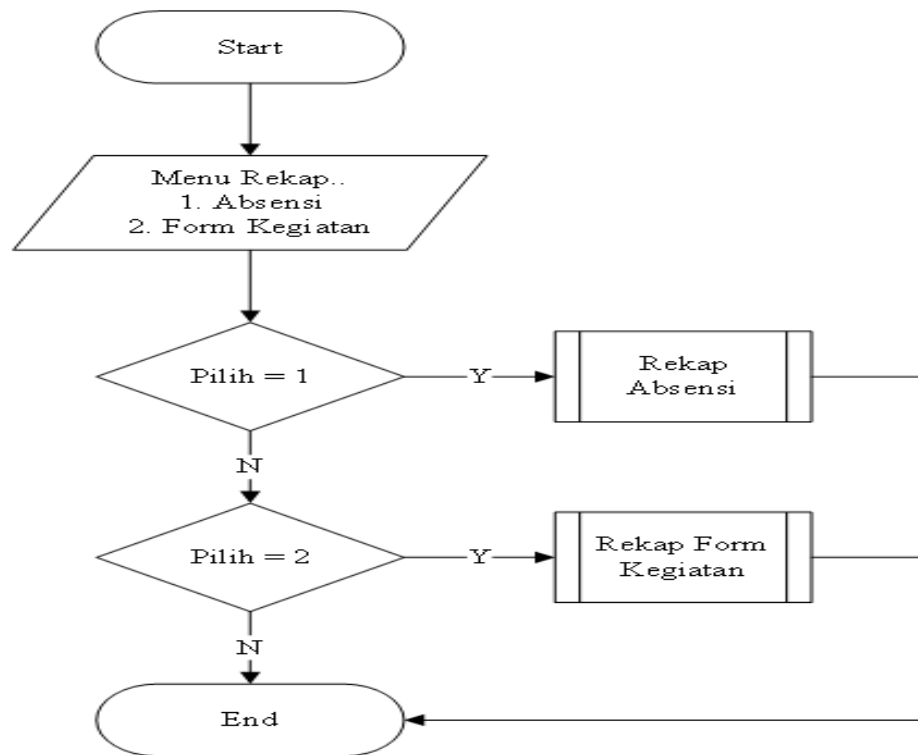 Start
Menu Rekap..
1. Absensi
2. Form Kegiatan
Pilih = 1
Y
Rekap
Absensi
N
Pilih = 2
Y
Rekap Form
Kegiatan
N
End